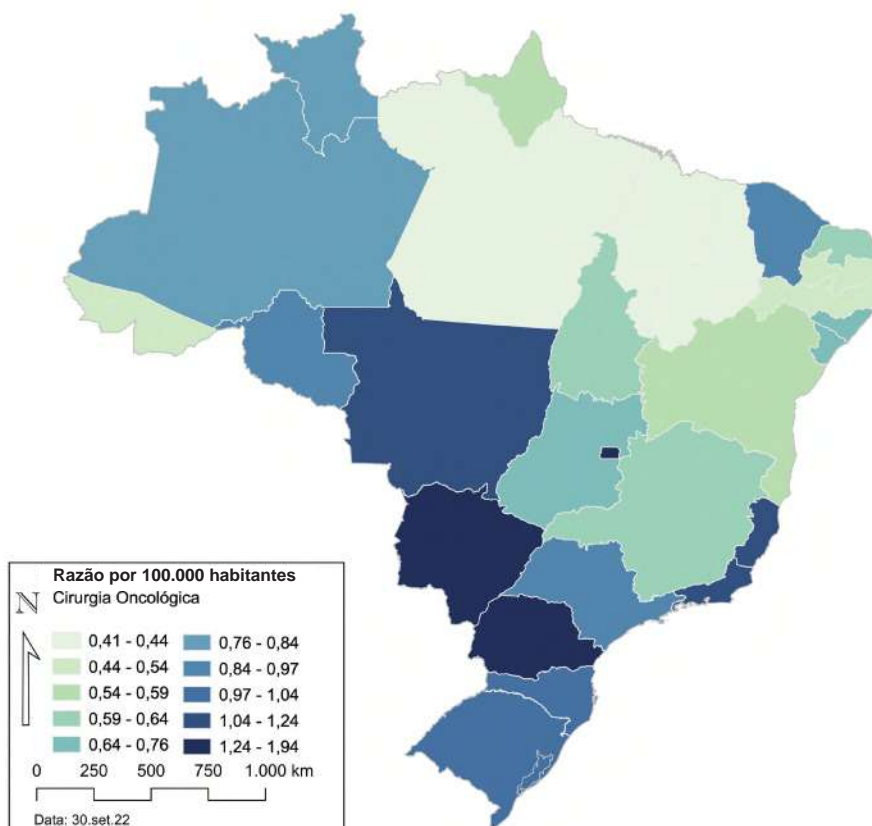 Razão por 100.000 habitantes
N Cirurgia Oncológica
0,41 - 0,44
0,44 - 0,54
0,54 - 0,59
0,59 - 0,64
0,64 - 0,76
0,76 - 0,84
0,84 - 0,97
0,97 - 1,04
1,04 - 1,24
1,24 - 1,94
0 250 500 750 1.000 km
Data: 30.set.22